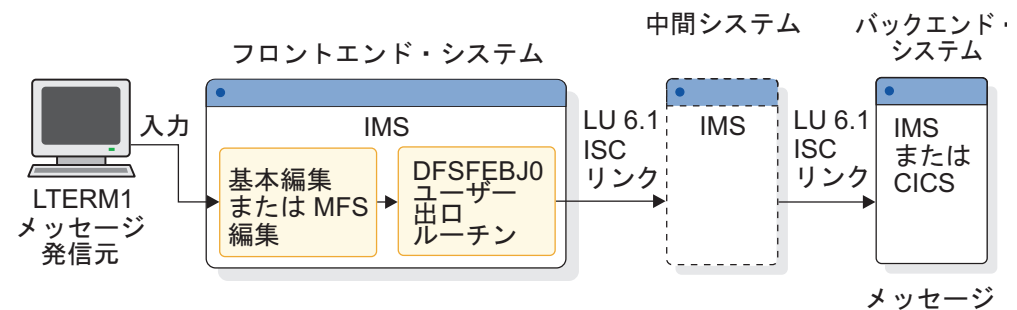 フロントエンド・システム
中間システム
バックエンド・
システム
入力
LTERM1
メッセージ
発信元
IMS
基本編集
または MFS
編集
DFSFEBJ0
ユーザー
出口
ルーチン
LU 6.1
ISC
リンク
IMS
LU 6.1
ISC
リンク
IMS
または
CICS
メッセージ